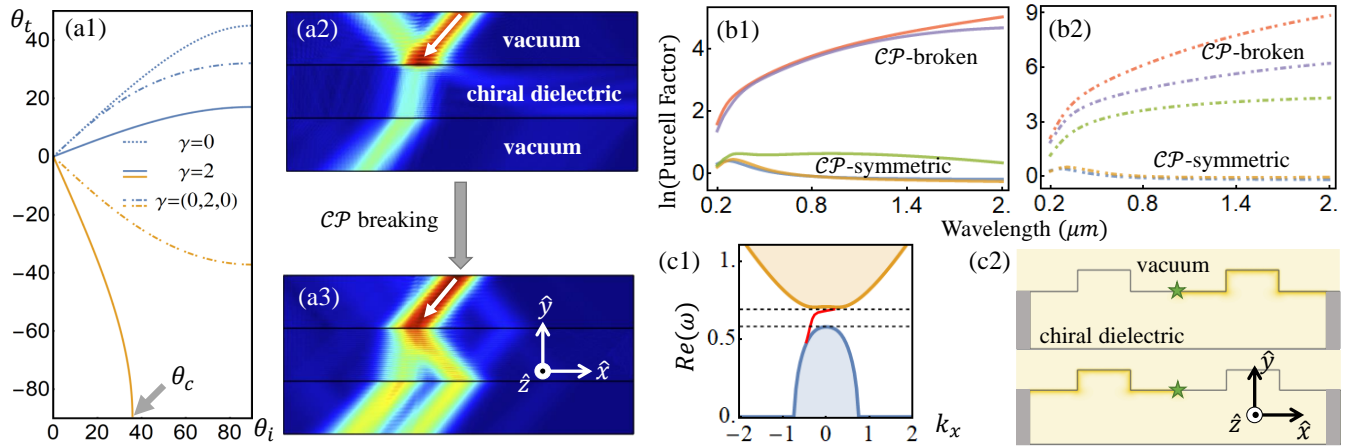 (a1)
θt
40
20
0
−20
−40
−60
−80
0 20 40 60 80 θi
γ=0
γ=2
γ=(0,2,0)
θc
(a2)
vacuum
chiral dielectric
vacuum
𝒞𝒫 breaking
(a3)
ŷ
ẑ
x̂
(b1)
ln(Purcell Factor)
4
2
0
𝒞𝒫-broken
𝒞𝒫-symmetric
0.2 0.8 1.4 2.
(b2)
9
6
3
0
𝒞𝒫-broken
𝒞𝒫-symmetric
0.2 0.8 1.4 2.
Wavelength (μm)
(c1)
Re(ω)
1.
0.5
0
−2 −1 0 1 2
kx
(c2)
vacuum
chiral dielectric
ŷ
ẑ
x̂